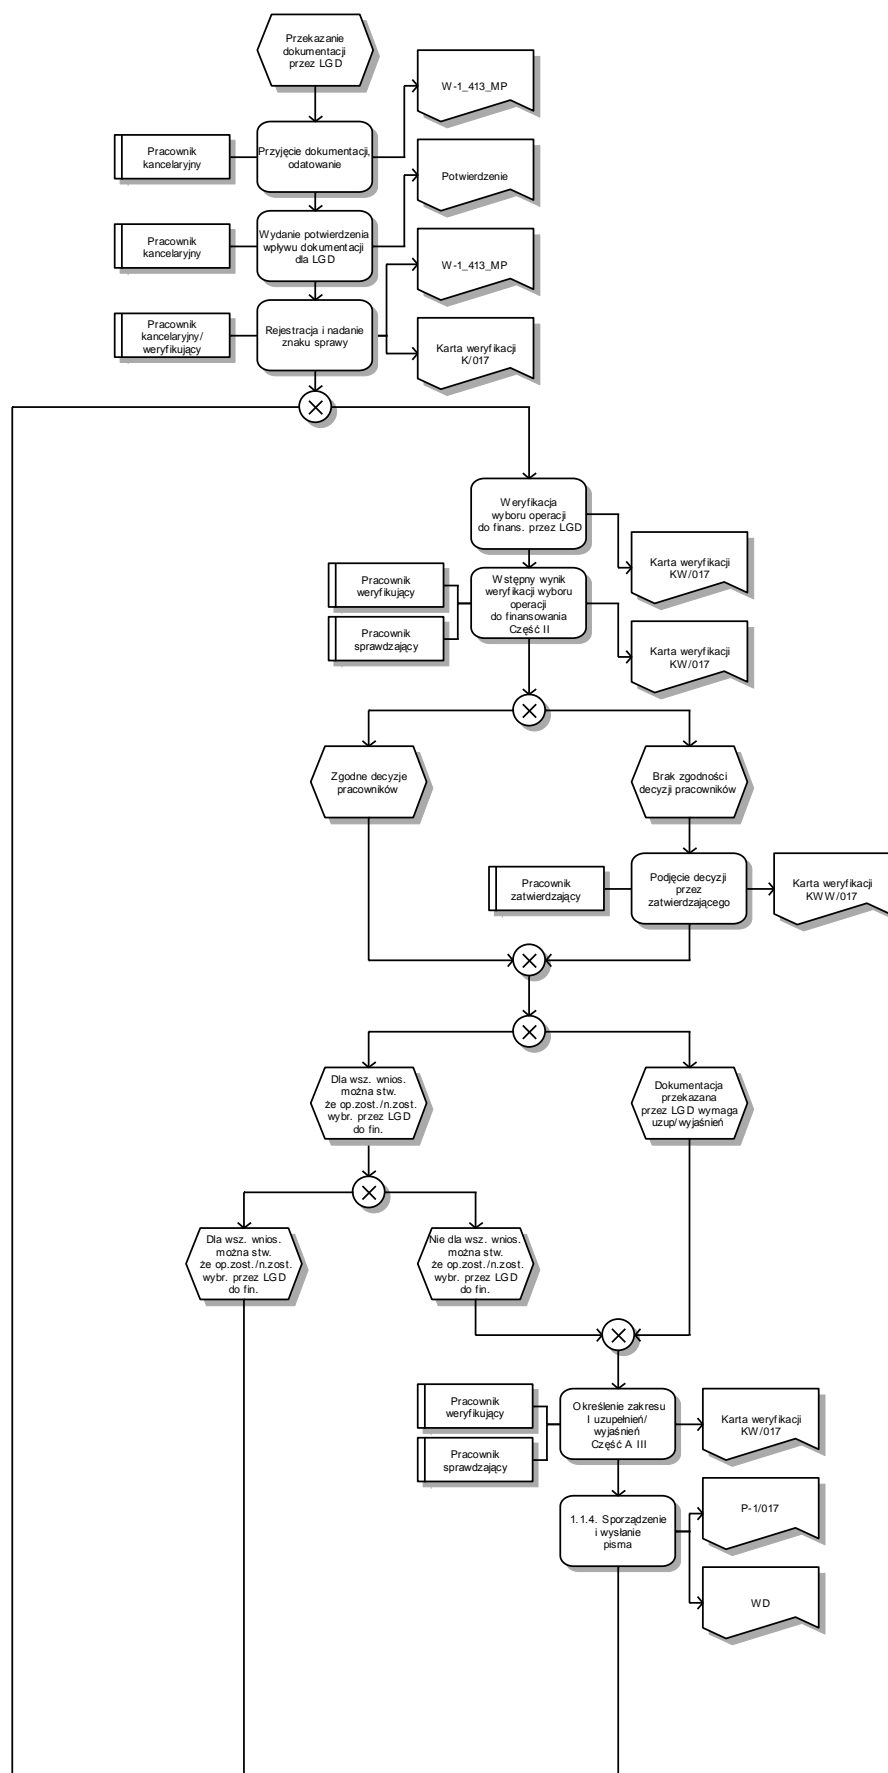 Przekazanie
dokumentacji
przez LGD
W-1_413_MP
Pracownik
kancelaryjny
Przyjęcie dokumentacji,
odatowanie
Potwierdzenie
Pracownik
kancelaryjny
Wydanie potwierdzenia
wpływu dokumentacji
dla LGD
W-1_413_MP
Pracownik
kancelaryjny/
weryfikujący
Rejestracja i nadanie
znaku sprawy
Karta weryfikacji
K/017
Weryfikacja
wyboru operacji
do finans. przez LGD
Karta weryfikacji
KW/017
Pracownik
weryfikujący
Pracownik
sprawdzający
Wstępny wynik
weryfikacji wyboru
operacji
do finansowania
Część II
Karta weryfikacji
KW/017
Zgodne decyzje
pracowników
Brak zgodności
decyzji pracowników
Pracownik
zatwierdzający
Podjęcie decyzji
przez
zatwierdzającego
Karta weryfikacji
KWW/017
Dla wsz. wnios.
można stw.
że op.zost./n.zost.
wybr. przez LGD
do fin.
Dokumentacja
przekazana
przez LGD wymaga
uzup/wyjaśnień
Dla wsz. wnios.
można stw.
że op.zost./n.zost.
wybr. przez LGD
do fin.
Nie dla wsz. wnios.
można stw.
że op.zost./n.zost.
wybr. przez LGD
do fin.
Pracownik
weryfikujący
Pracownik
sprawdzający
Określenie zakresu
I uzupełnień/
wyjaśnień
Część A III
Karta weryfikacji
KW/017
1.1.4. Sporządzenie
i wysłanie
pisma
P-1/017
WD